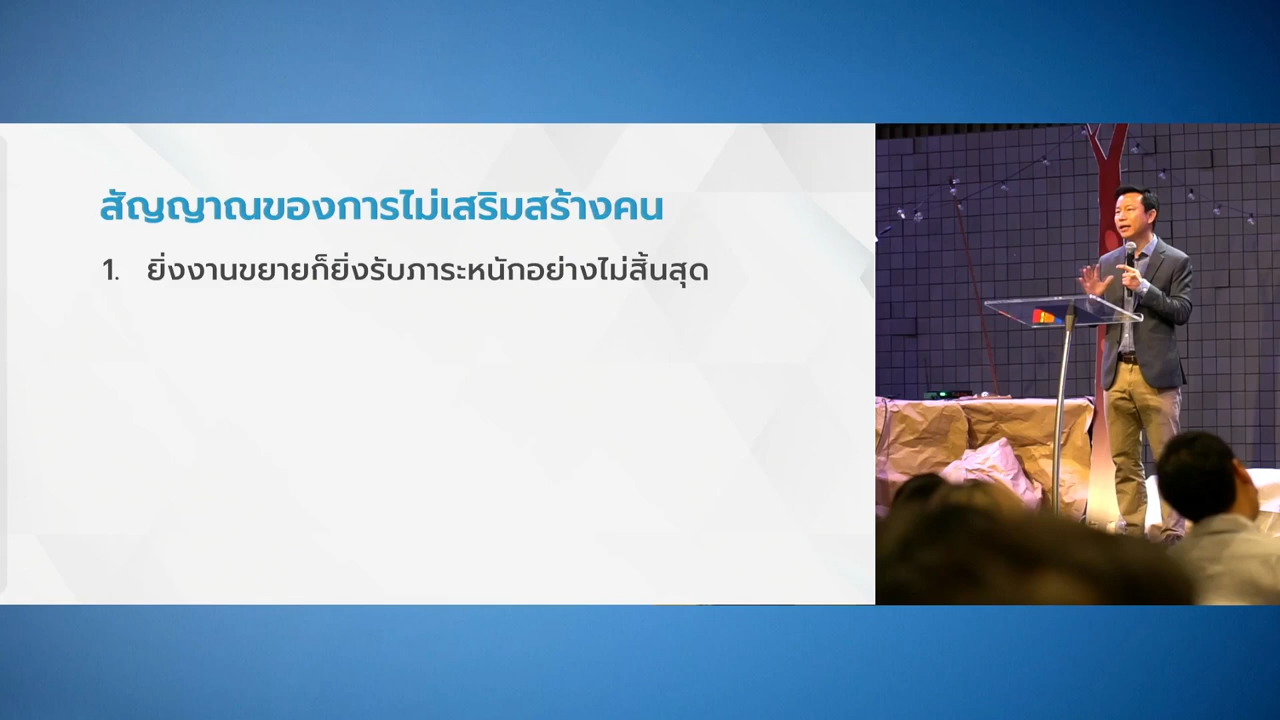 สัญญาณของการไม่เสริมสร้างคน
1. ยิ่งงานขยายก็ยิ่งรับภาระหนักอย่างไม่สิ้นสุด